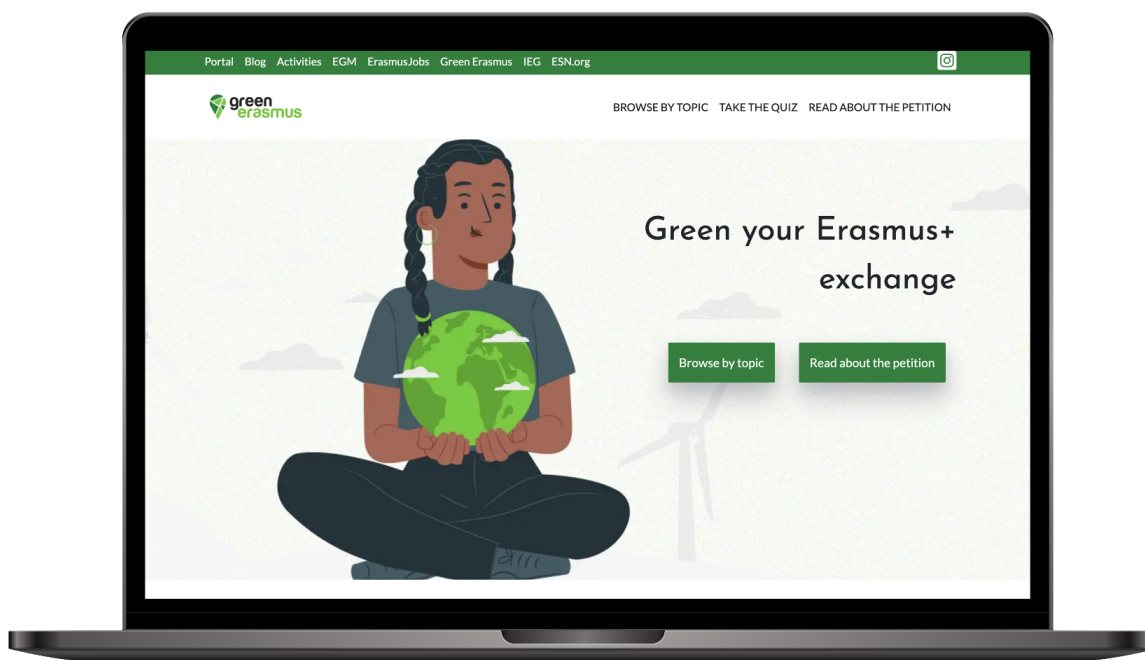 Portal Blog Activities EGM ErasmusJobs Green Erasmus IEG ESN.org
green
erasmus
BROWSE BY TOPIC TAKE THE QUIZ READ ABOUT THE PETITION
Green your Erasmus+
exchange
Browse by topic Read about the petition